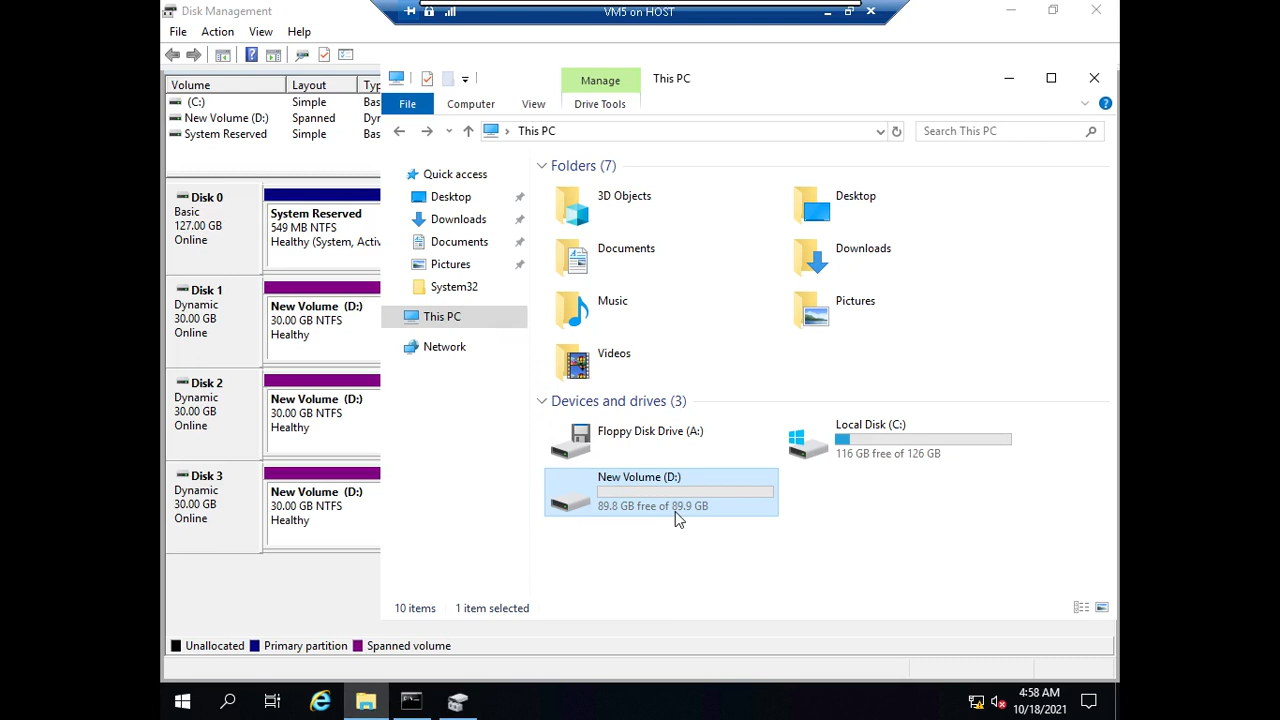 Disk Management
VM5 on HOST
File Action View Help
Volume Layout Typ
(C:) Simple Bas
New Volume (D:) Spanned Dyr
System Reserved Simple Bas
Disk 0
Basic
127.00 GB
Online
System Reserved
549 MB NTFS
Healthy (System, Activ
Disk 1
Dynamic
30.00 GB
Online
New Volume (D:)
30.00 GB NTFS
Healthy
Disk 2
Dynamic
30.00 GB
Online
New Volume (D:)
30.00 GB NTFS
Healthy
Disk 3
Dynamic
30.00 GB
Online
New Volume (D:)
30.00 GB NTFS
Healthy
Unallocated Primary partition Spanned volume
Manage This PC
File Computer View Drive Tools
This PC Search This PC
Quick access
Desktop
Downloads
Documents
Pictures
System32
This PC
Network
Folders (7)
3D Objects Desktop
Documents Downloads
Music Pictures
Videos
Devices and drives (3)
Floppy Disk Drive (A:)
Local Disk (C:)
116 GB free of 126 GB
New Volume (D:)
89.8 GB free of 89.9 GB
10 items 1 item selected
4:58 AM
10/18/2021